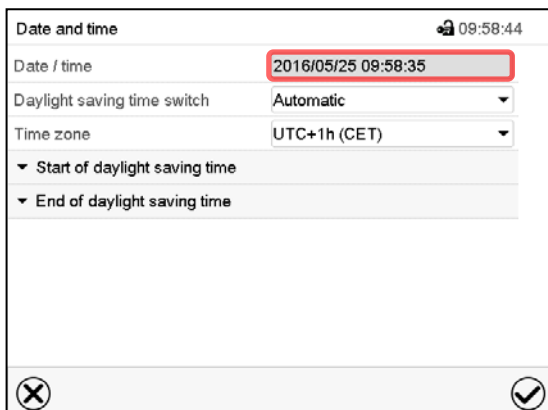 Date and time 09:58:44
Date / time 2016/05/25 09:58:35
Daylight saving time switch Automatic
Time zone UTC+1h (CET)
Start of daylight saving time
End of daylight saving time